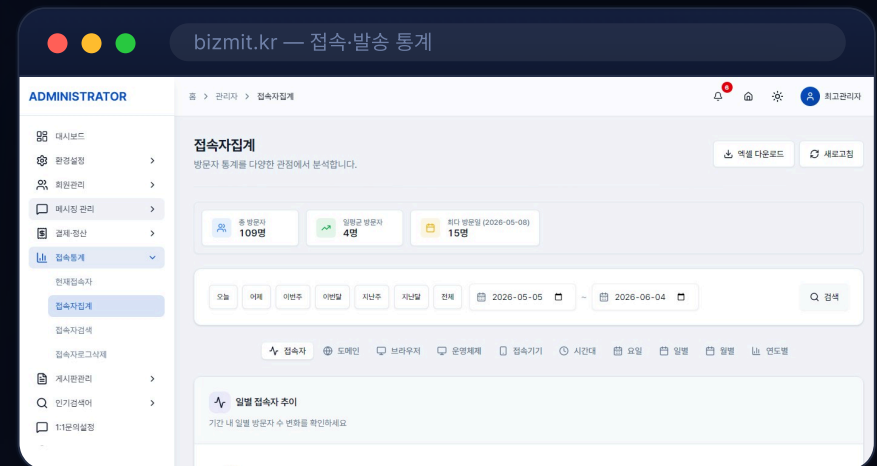 bizmit.kr — 접속·발송 통계
ADMINISTRATOR
홈 > 관리자 > 접속자집계
6
최고관리자
대시보드
환경설정
회원관리
메시징 관리
결제·정산
접속통계
현재접속자
접속자집계
접속자검색
접속자로그삭제
게시판관리
인기검색어
1:1문의설정
접속자집계
방문자 통계를 다양한 관점에서 분석합니다.
엑셀 다운로드
새로고침
총 방문자
109명
일평균 방문자
4명
최다 방문일 (2026-05-08)
15명
오늘 어제 이번주 이번달 지난주 지난달 전체 2026-05-05 ~ 2026-06-04 검색
접속자 도메인 브라우저 운영체제 접속기기 시간대 요일 일별 월별 연도별
일별 접속자 추이
기간 내 일별 방문자 수 변화를 확인하세요